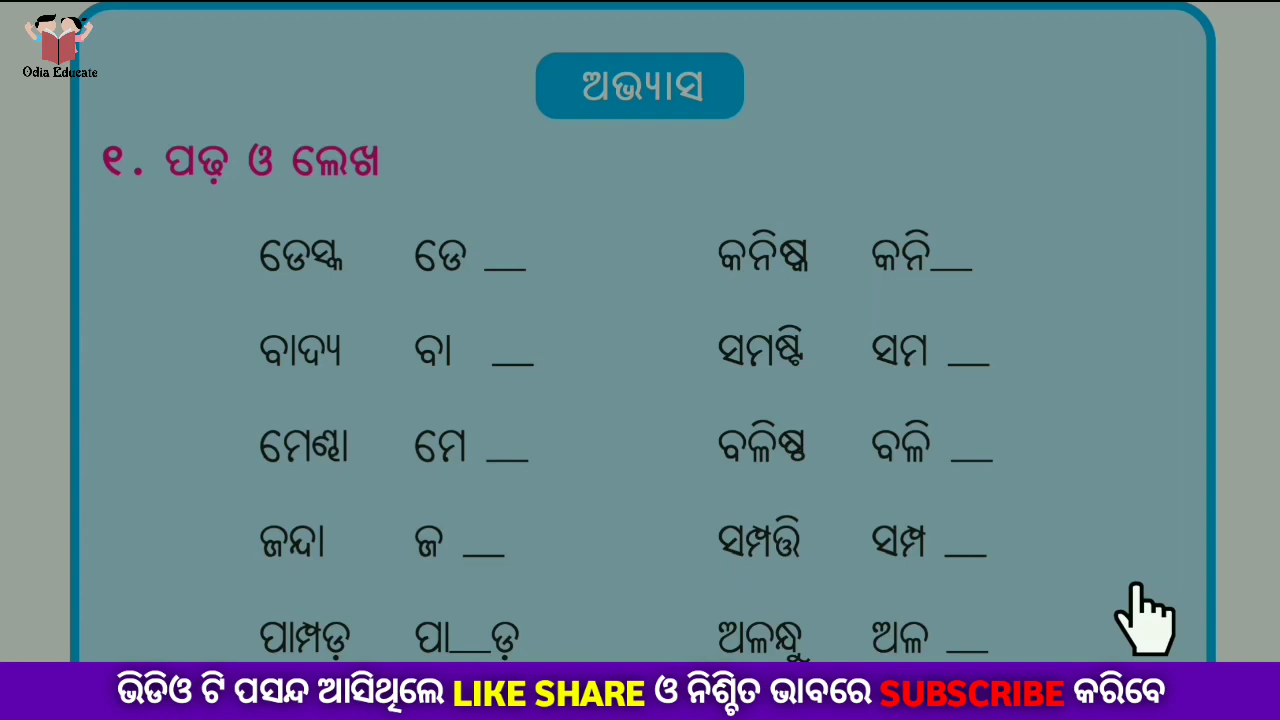 Odia Educate
ଅଭ୍ୟାସ
୧. ପଢ଼ ଓ ଲେଖ
ଡେସ୍କ ଡେ __ କନିଷ୍କ କନି__
ବାଦ୍ୟ ବା __ ସମଷ୍ଟି ସମ __
ମେଣ୍ଢା ମେ __ ବଳିଷ୍ଠ ବଳି __
ଜନ୍ଦା ଜ __ ସମ୍ପତ୍ତି ସମ୍ପ __
ପାମ୍ପଡ଼ ପା__ଡ଼ ଅଳନ୍ଧୁ ଅଳ __
ଭିଡିଓ ଟି ପସନ୍ଦ ଆସିଥିଲେ LIKE SHARE ଓ ନିଶ୍ଚିତ ଭାବରେ SUBSCRIBE କରିବେ